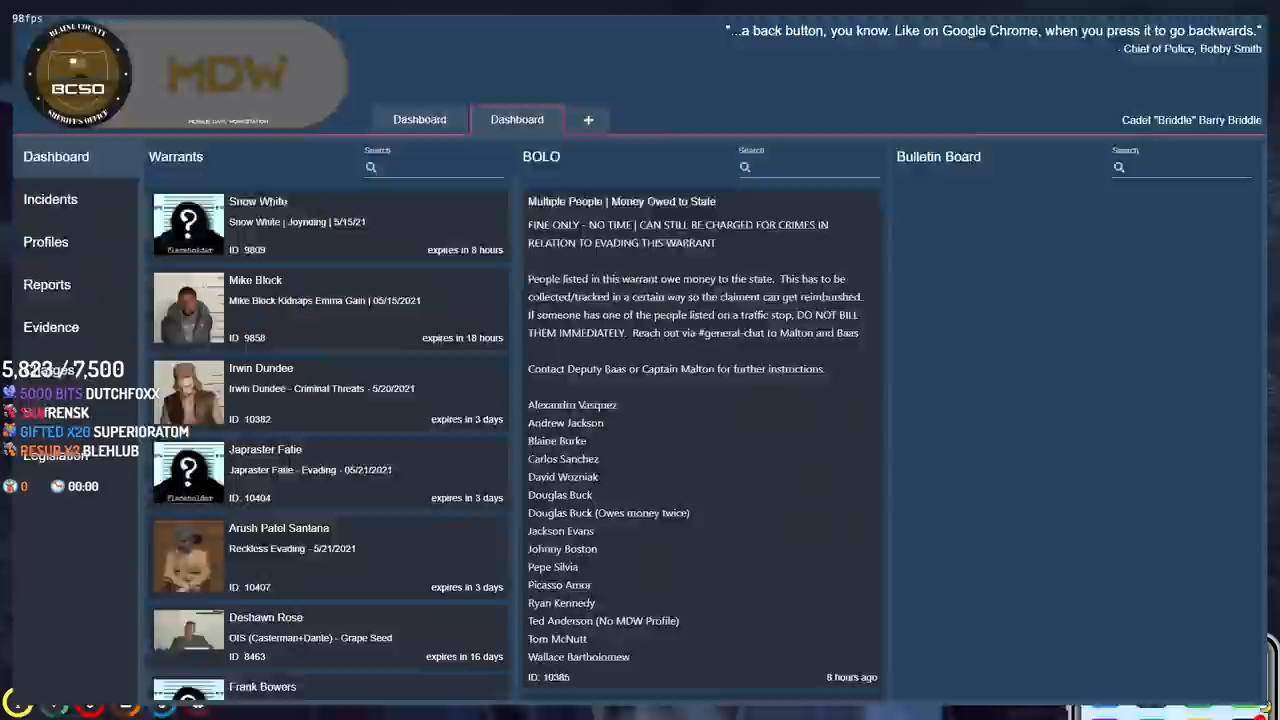 98fps
BLAINE COUNTY
BCSO
SHERIFF'S OFFICE
MDW
MOBILE DATA WORKSTATION
"...a back button, you know. Like on Google Chrome, when you press it to go backwards."
- Chief of Police, Bobby Smith
Dashboard
Dashboard
+
Cadet "Briddle" Barry Briddle
Dashboard
Incidents
Profiles
Reports
Evidence
5,823 / 7,500
5000 BITS DUTCHFOXX
GIFTED X20 SUPERIORATOM
RESUB X3 BLEHLUB
0
00:00
Warrants
Search
Snow White
Snow White | Joyriding | 5/15/21
ID: 9809
expires in 8 hours
Placeholder
Mike Block
Mike Block Kidnaps Emma Gain | 05/15/2021
ID: 9858
expires in 18 hours
Irwin Dundee
Irwin Dundee - Criminal Threats - 5/20/2021
ID: 10382
expires in 3 days
Japraster Fatie
Japraster Fatie - Evading - 05/21/2021
ID: 10404
expires in 3 days
Placeholder
Arush Patel Santana
Reckless Evading - 5/21/2021
ID: 10407
expires in 3 days
Deshawn Rose
OIS (Casterman+Dante) - Grape Seed
ID: 8463
expires in 16 days
Frank Bowers
BOLO
Search
Multiple People | Money Owed to State
FINE ONLY - NO TIME | CAN STILL BE CHARGED FOR CRIMES IN
RELATION TO EVADING THIS WARRANT
People listed in this warrant owe money to the state. This has to be
collected/tracked in a certain way so the claiment can get reimburshed.
If someone has one of the people listed on a traffic stop, DO NOT BILL
THEM IMMEDIATELY. Reach out via #general-chat to Malton and Baas
Contact Deputy Baas or Captain Malton for further instructions.
Alexandra Vasquez
Andrew Jackson
Blaine Burke
Carlos Sanchez
David Wozniak
Douglas Buck
Douglas Buck (Owes money twice)
Jackson Evans
Johnny Boston
Pepe Silvia
Picasso Amor
Ryan Kennedy
Ted Anderson (No MDW Profile)
Tom McNutt
Wallace Bartholomew
ID: 10385
8 hours ago
Bulletin Board
Search